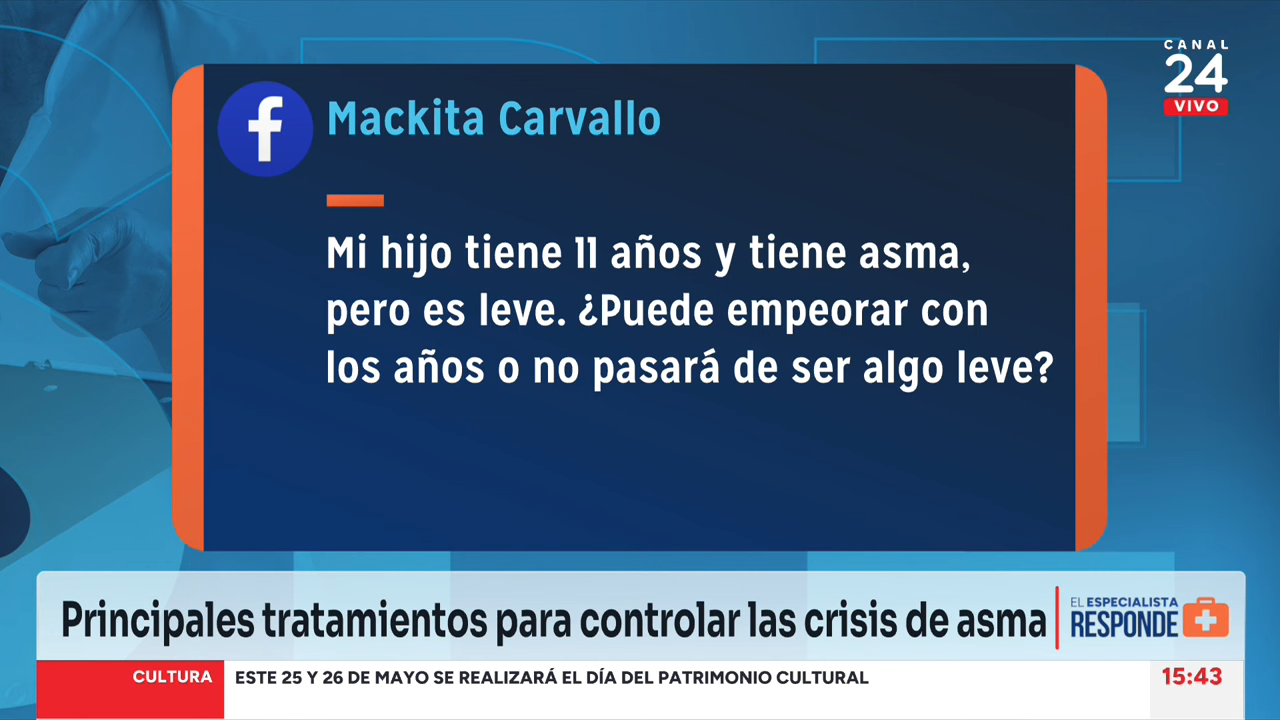 CANAL
24
VIVO
f
Mackita Carvallo
Mi hijo tiene 11 años y tiene asma,
pero es leve. ¿Puede empeorar con
los años o no pasará de ser algo leve?
Principales tratamientos para controlar las crisis de asma
EL ESPECIALISTA
RESPONDE
CULTURA
ESTE 25 Y 26 DE MAYO SE REALIZARÁ EL DÍA DEL PATRIMONIO CULTURAL
15:43